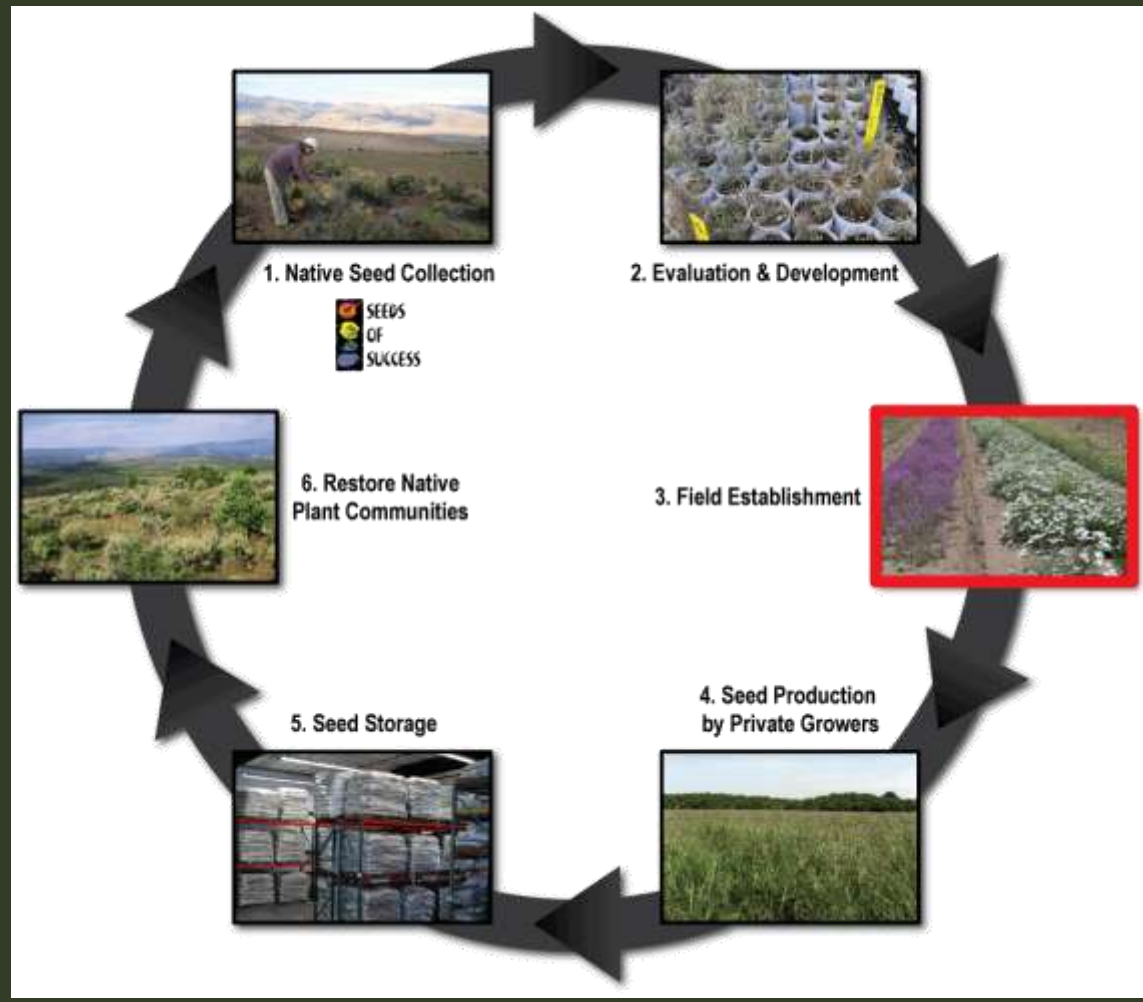 1. Native Seed Collection
SEEDS
OF
SUCCESS
2. Evaluation & Development
3. Field Establishment
4. Seed Production
by Private Growers
5. Seed Storage
6. Restore Native
Plant Communities